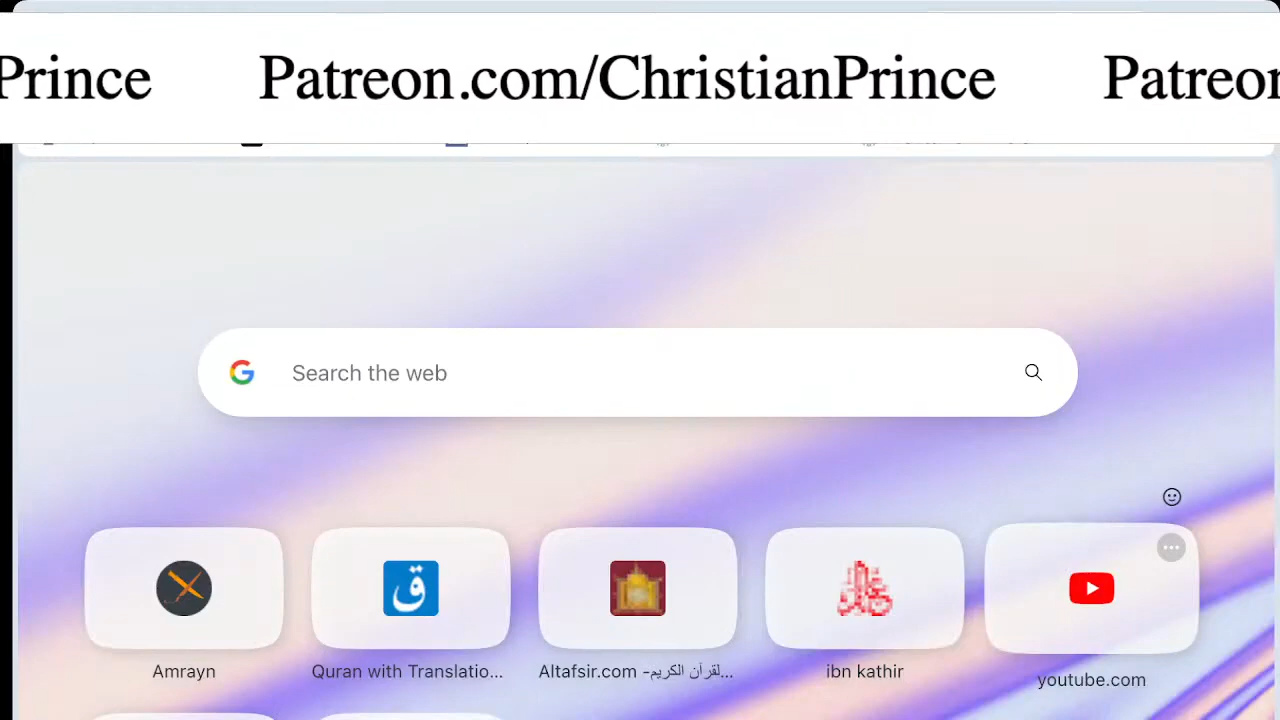 Prince Patreon.com/ChristianPrince Patreon
Search the web
Amrayn
Quran with Translatio...
Altafsir.com -لقرآن الكريم...
ibn kathir
youtube.com